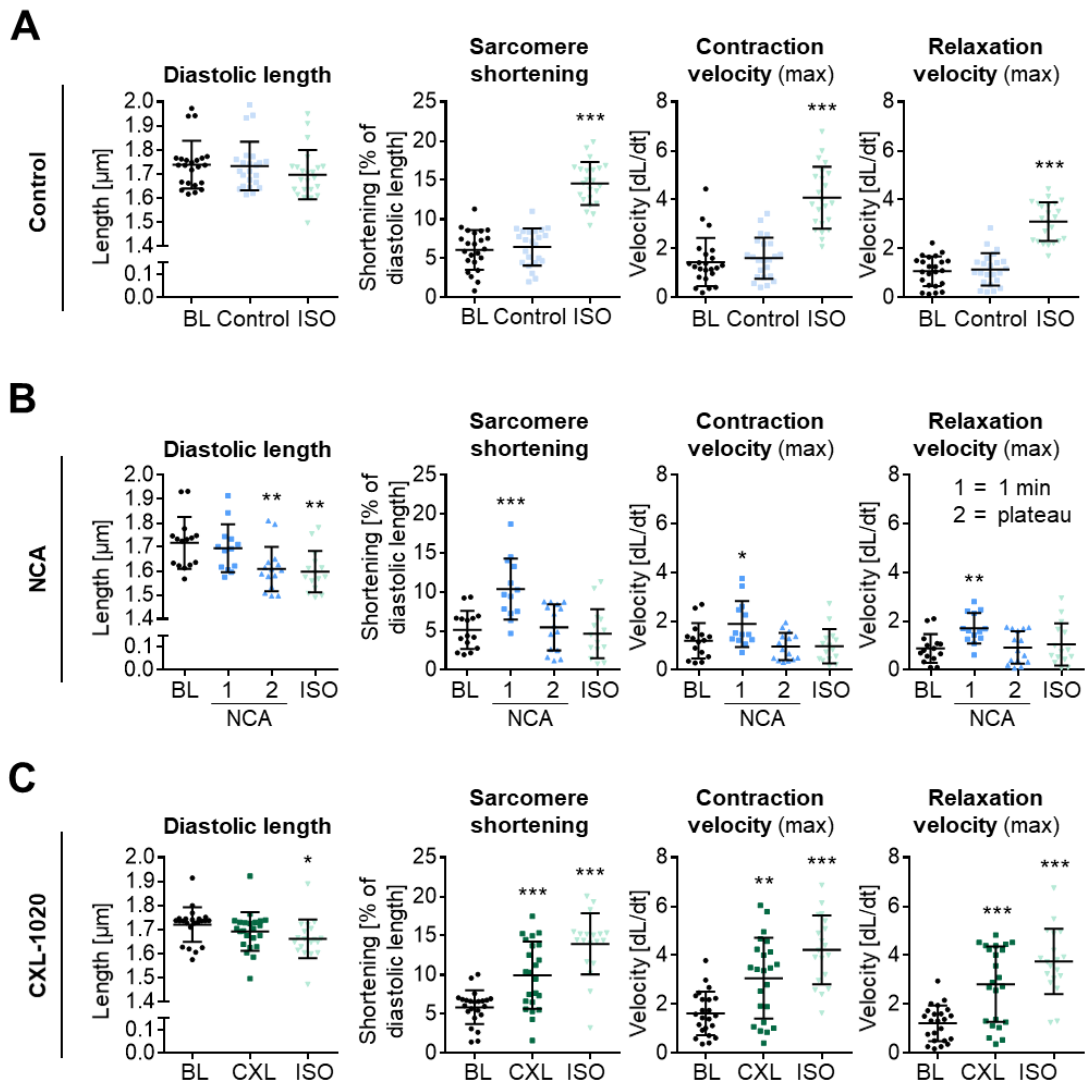 A
Control
Diastolic length
Length [µm]
2.0
1.9
1.8
1.7
1.6
1.5
1.4
0.1
0.0
BL Control ISO
Sarcomere
shortening
Shortening [% of
diastolic length]
25
20
15
10
5
0
***
BL Control ISO
Contraction
velocity (max)
Velocity [dL/dt]
8
6
4
2
0
***
BL Control ISO
Relaxation
velocity (max)
Velocity [dL/dt]
8
6
4
2
0
***
BL Control ISO
B
NCA
Diastolic length
Length [µm]
2.0
1.9
1.8
1.7
1.6
1.5
1.4
0.1
0.0
** **
BL 1 2 ISO
NCA
Sarcomere
shortening
Shortening [% of
diastolic length]
25
20
15
10
5
0
***
BL 1 2 ISO
NCA
Contraction
velocity (max)
Velocity [dL/dt]
8
6
4
2
0
*
BL 1 2 ISO
NCA
Relaxation
velocity (max)
Velocity [dL/dt]
8
6
4
2
0
1 = 1 min
2 = plateau
**
BL 1 2 ISO
NCA
C
CXL-1020
Diastolic length
Length [µm]
2.0
1.9
1.8
1.7
1.6
1.5
1.4
0.1
0.0
*
BL CXL ISO
Sarcomere
shortening
Shortening [% of
diastolic length]
25
20
15
10
5
0
*** ***
BL CXL ISO
Contraction
velocity (max)
Velocity [dL/dt]
8
6
4
2
0
** ***
BL CXL ISO
Relaxation
velocity (max)
Velocity [dL/dt]
8
6
4
2
0
*** ***
BL CXL ISO